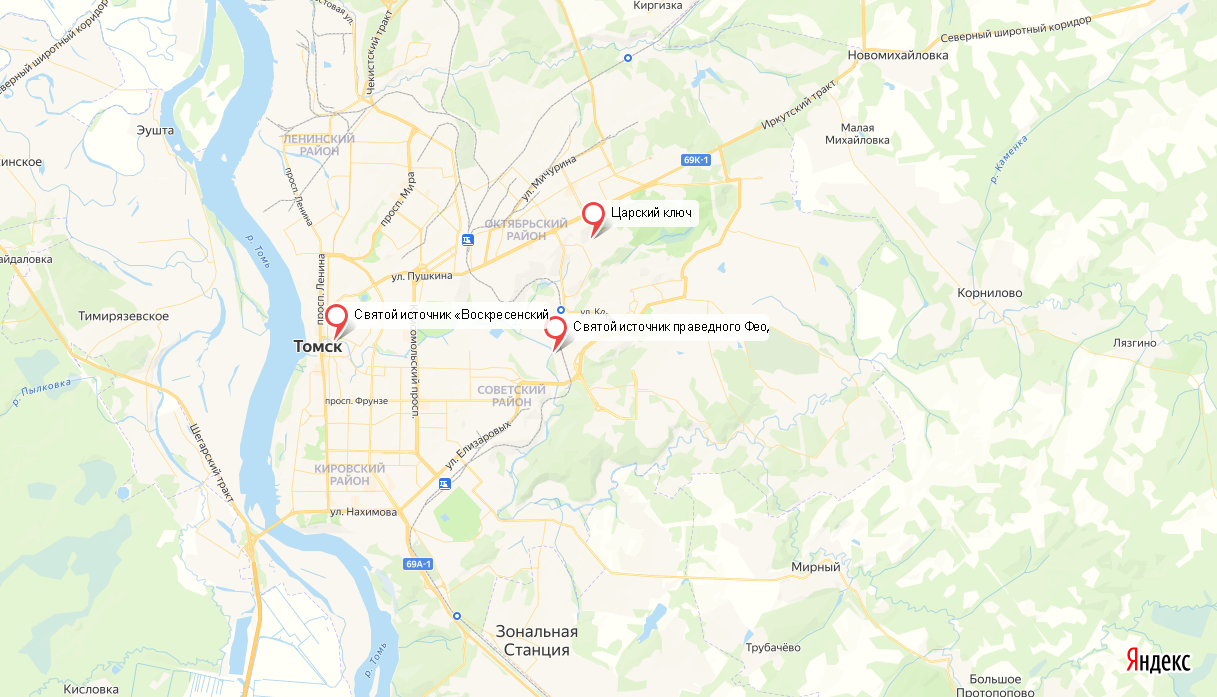 Киргизка
Северный широтный коридор
Новомихайловка
Чекистский тракт
Иркутский тракт
Эушта
ЛЕНИНСКИЙ
РАЙОН
Малая
Михайловка
69К-1
р. Каменка
ул. Мичурина
просп. Мира
просп. Ленина
Царский ключ
ОКТЯБРЬСКИЙ
РАЙОН
р. Томь
ул. Пушкина
просп. Ленина
Корнилово
Тимирязевское
Святой источник «Воскресенский,
Святой источник праведного Фео,
Лязгино
Томск
р. Пылковка
СОВЕТСКИЙ
РАЙОН
просп. Фрунзе
Шегарский тракт
ул. Елизаровых
КИРОВСКИЙ
РАЙОН
ул. Нахимова
69А-1
Мирный
Зональная
Станция
р. Томь
Трубачёво
Большое
Протопопово
Кисловка
Яндекс